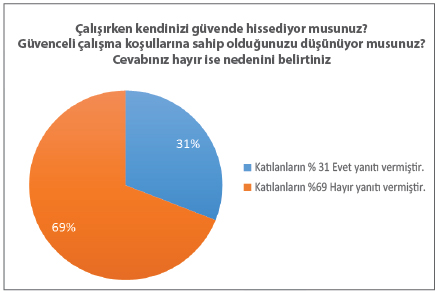 Çalışırken kendinizi güvende hissediyor musunuz?
Güvenceli çalışma koşullarına sahip olduğunuzu düşünüyor musunuz?
Cevabınız hayır ise nedenini belirtiniz
31%
69%
Katılanların % 31 Evet yanıtı vermiştir.
Katılanların %69 Hayır yanıtı vermiştir.